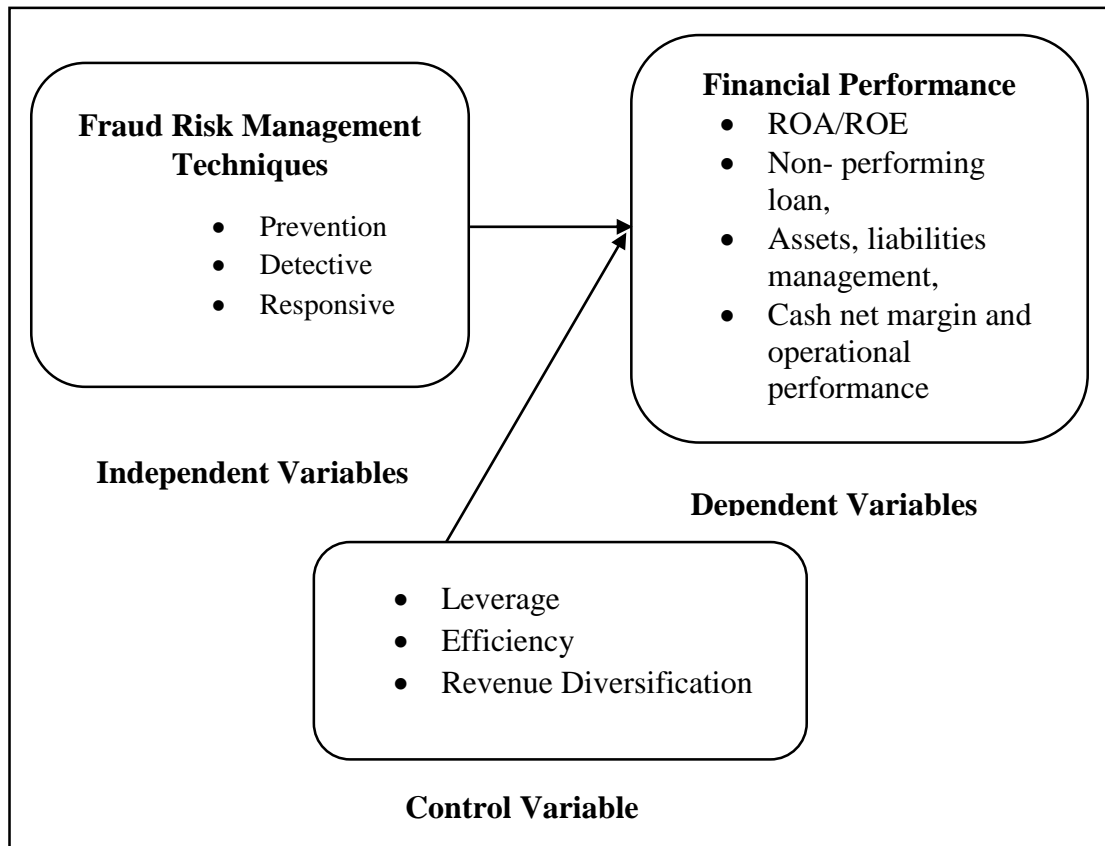 Fraud Risk Management
Techniques
• Prevention
• Detective
• Responsive
Independent Variables
Financial Performance
• ROA/ROE
• Non- performing
loan,
• Assets, liabilities
management,
• Cash net margin and
operational
performance
Dependent Variables
• Leverage
• Efficiency
• Revenue Diversification
Control Variable